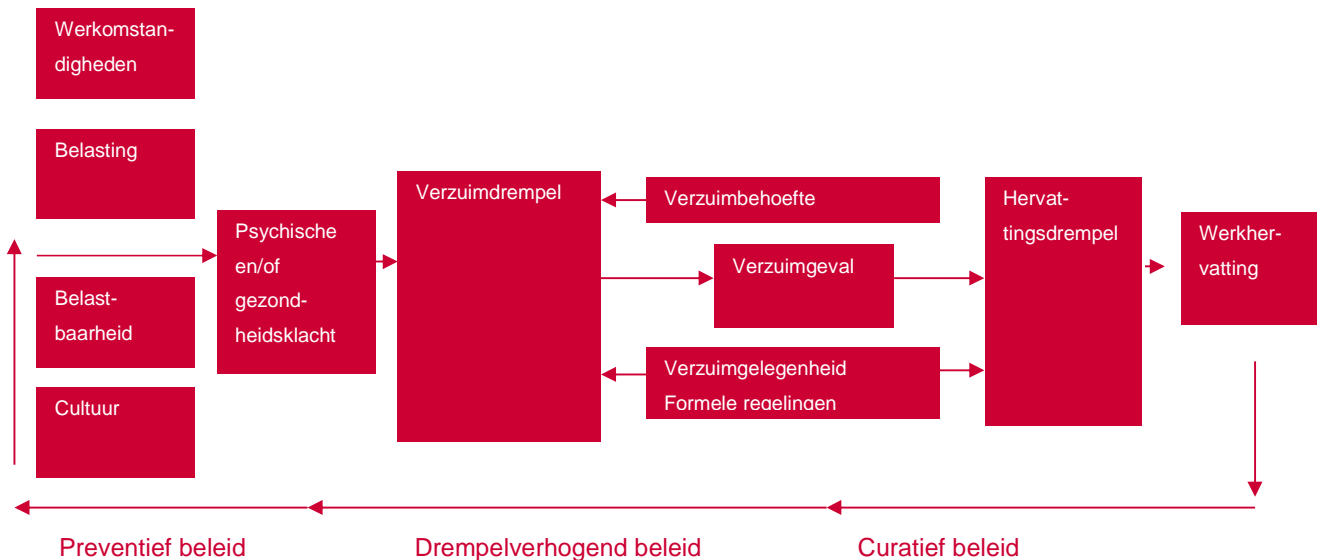 Werkomstan-
digheden
Belasting
Belast-
baarheid
Cultuur
Psychische
en/of
gezond-
heidsklacht
Verzuimdrempel
Verzuimbehoefte
Verzuimgeval
Verzuimgelegenheid
Formele regelingen
Hervat-
tingsdrempel
Werkher-
vatting
Preventief beleid
Drempelverhogend beleid
Curatief beleid